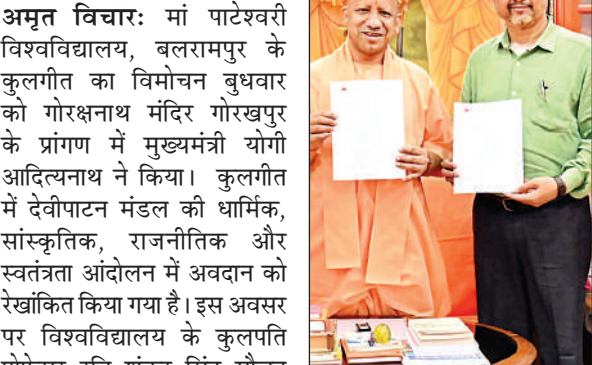 अमृत विचारः मां पाटेश्वरी
विश्वविद्यालय, बलरामपुर के
कुलगीत का विमोचन बुधवार
को गोरक्षनाथ मंदिर गोरखपुर
के प्रांगण में मुख्यमंत्री योगी
आदित्यनाथ ने किया। कुलगीत
में देवीपाटन मंडल की धार्मिक,
सांस्कृतिक, राजनीतिक और
स्वतंत्रता आंदोलन में अवदान को
रेखांकित किया गया है। इस अवसर
पर विश्वविद्यालय के कुलपति